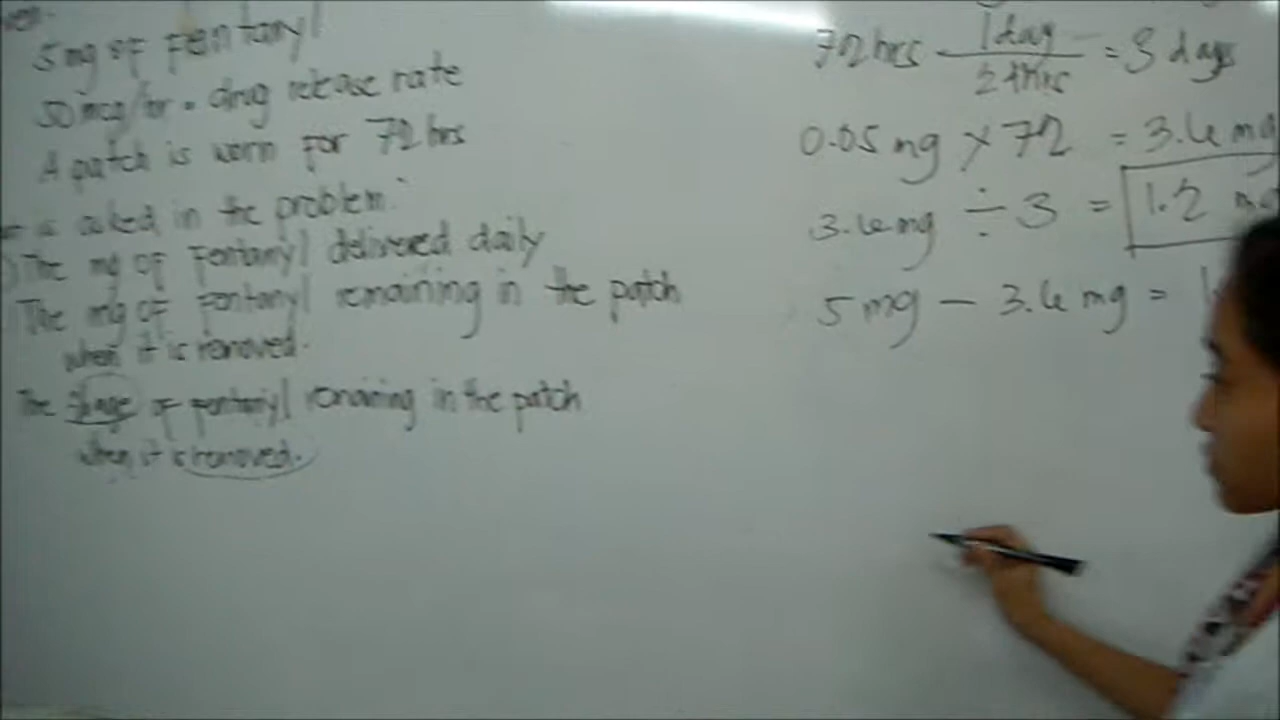 5 mg of Fentanyl
50 mcg/hr = drug release rate
A patch is worn for 72 hrs
is asked in the problem:
) The mg of Fentanyl delivered daily
) The mg of Fentanyl remaining in the patch
when it is removed.
The %age of fentanyl remaining in the patch
when it is removed.
72 hrs 1 day / 24 hrs = 3 days
0.05 mg x 72 = 3.6 mg
3.6 mg ÷ 3 = 1.2 mg
5 mg - 3.6 mg = 1